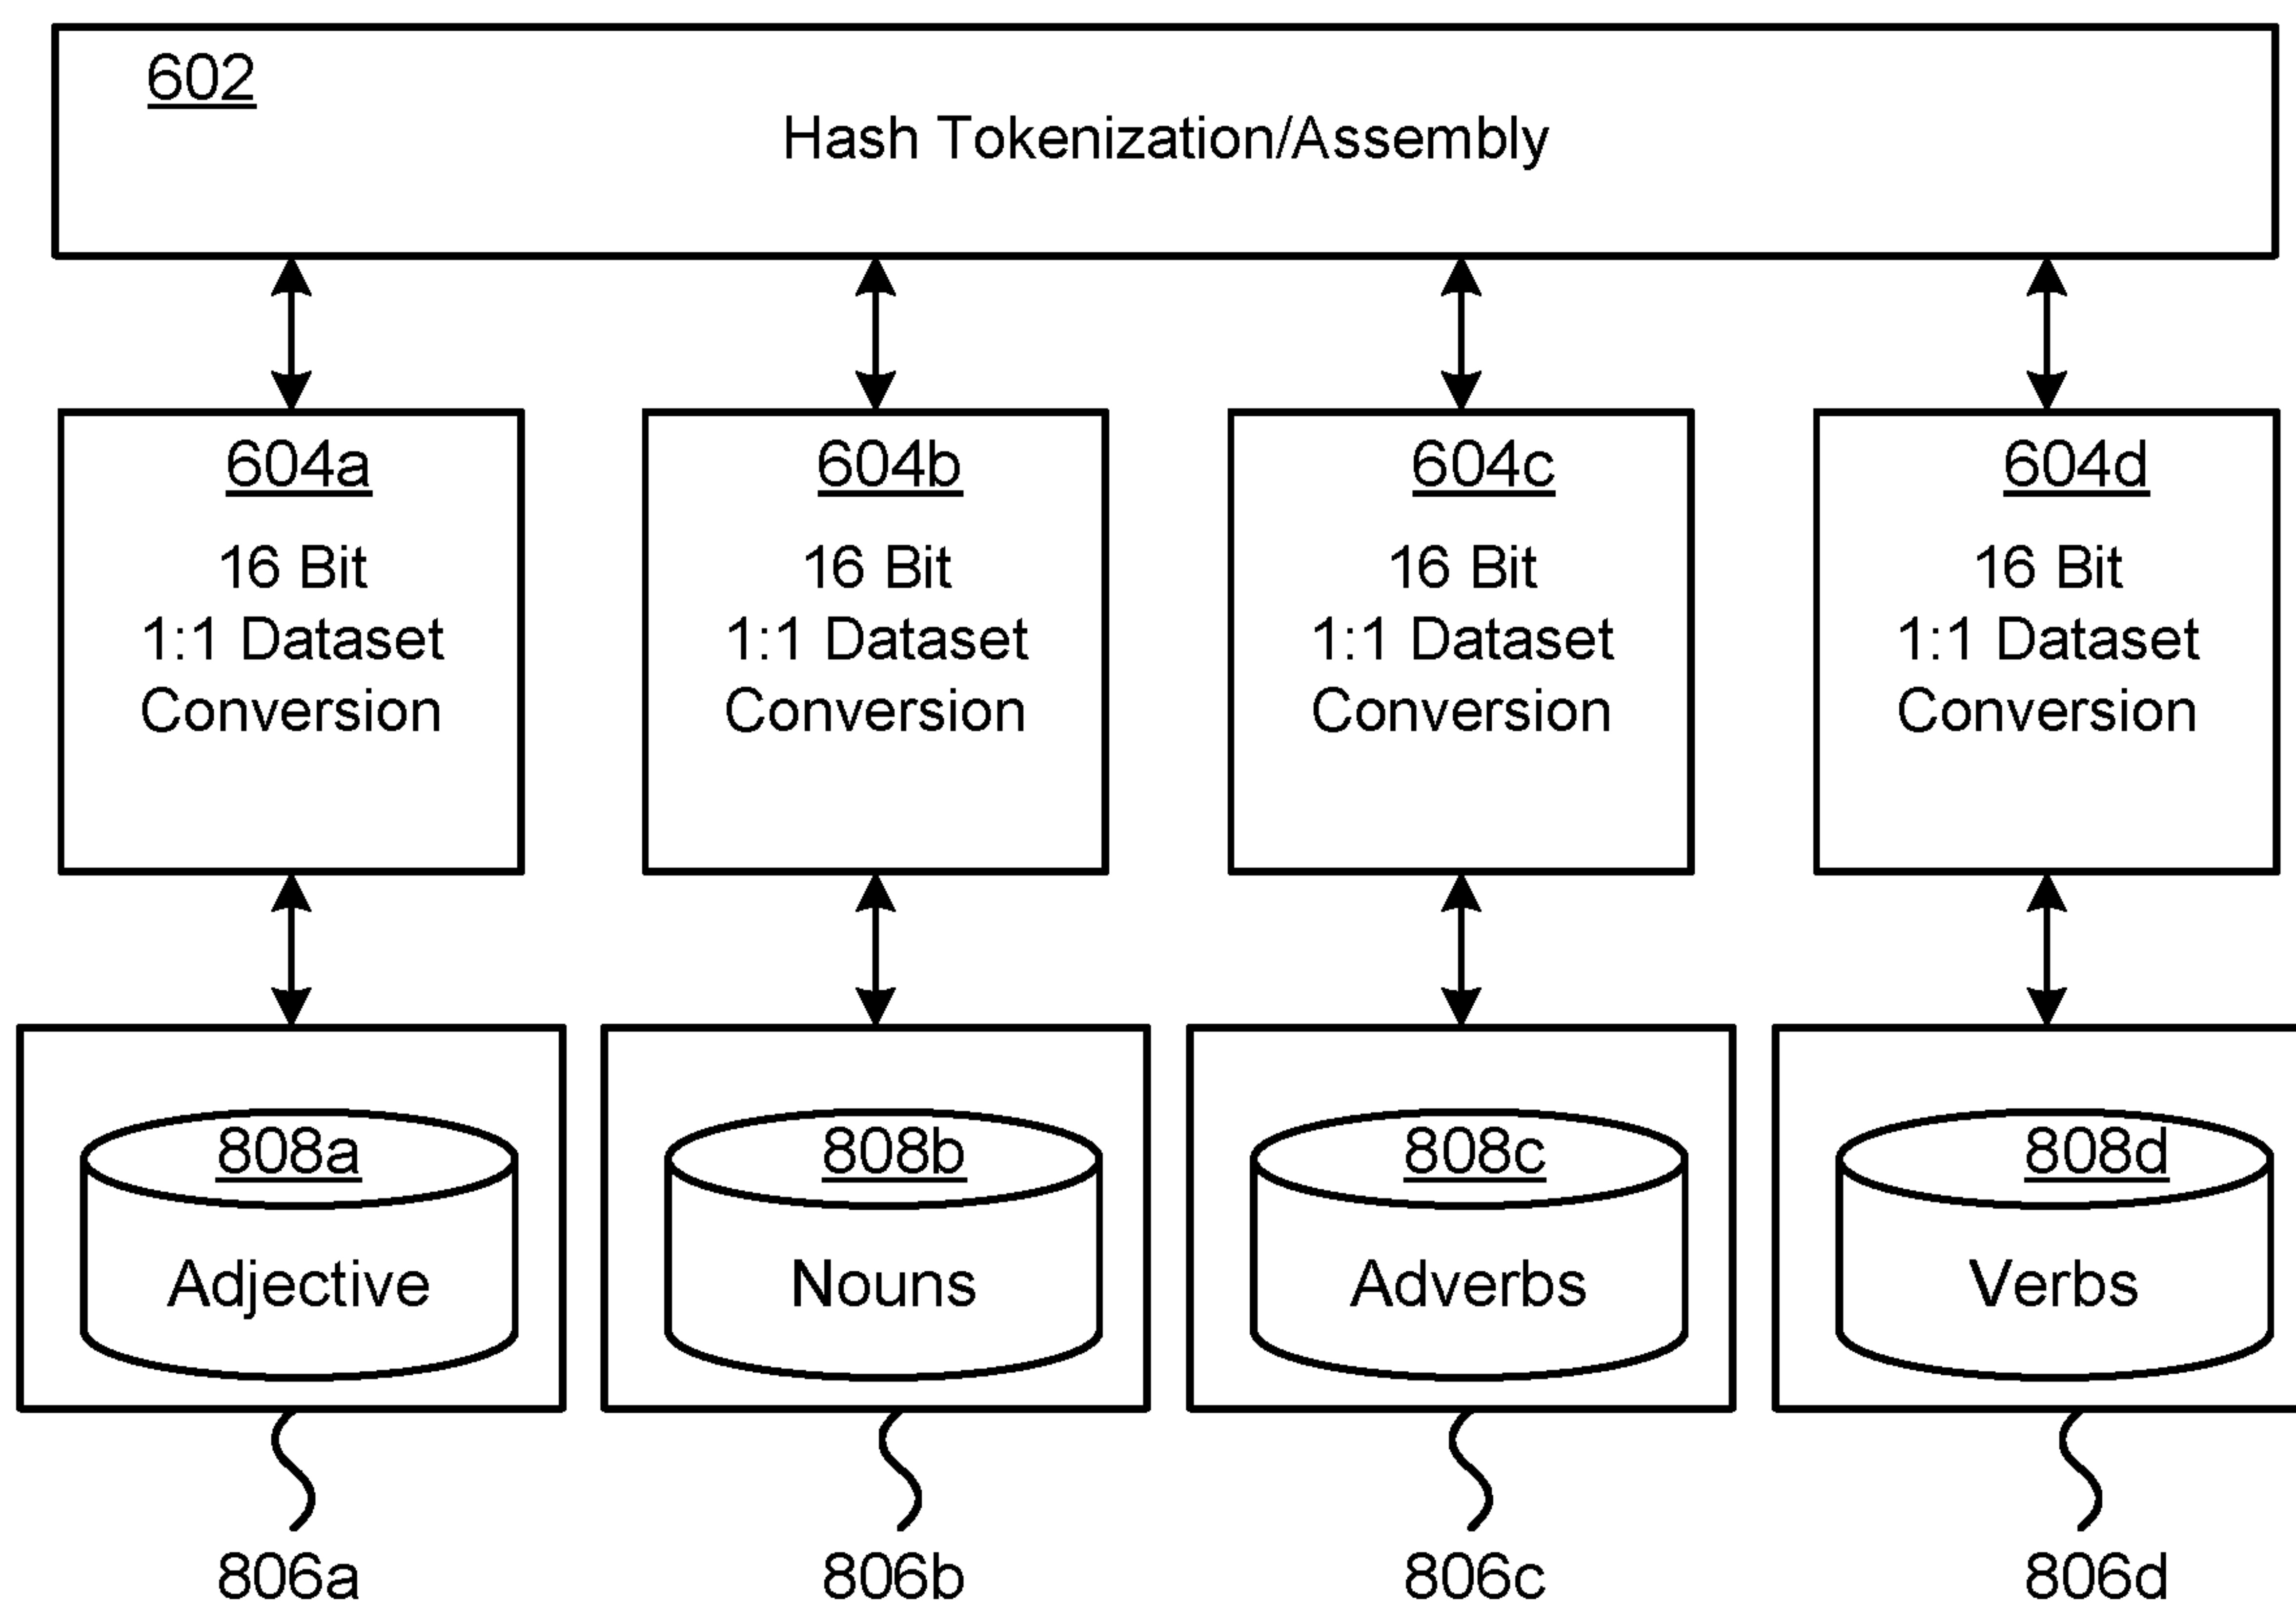 602
Hash Tokenization/Assembly
604a
16 Bit
1:1 Dataset
Conversion
604b
16 Bit
1:1 Dataset
Conversion
604c
16 Bit
1:1 Dataset
Conversion
604d
16 Bit
1:1 Dataset
Conversion
808a
Adjective
808b
Nouns
808c
Adverbs
808d
Verbs
806a
806b
806c
806d